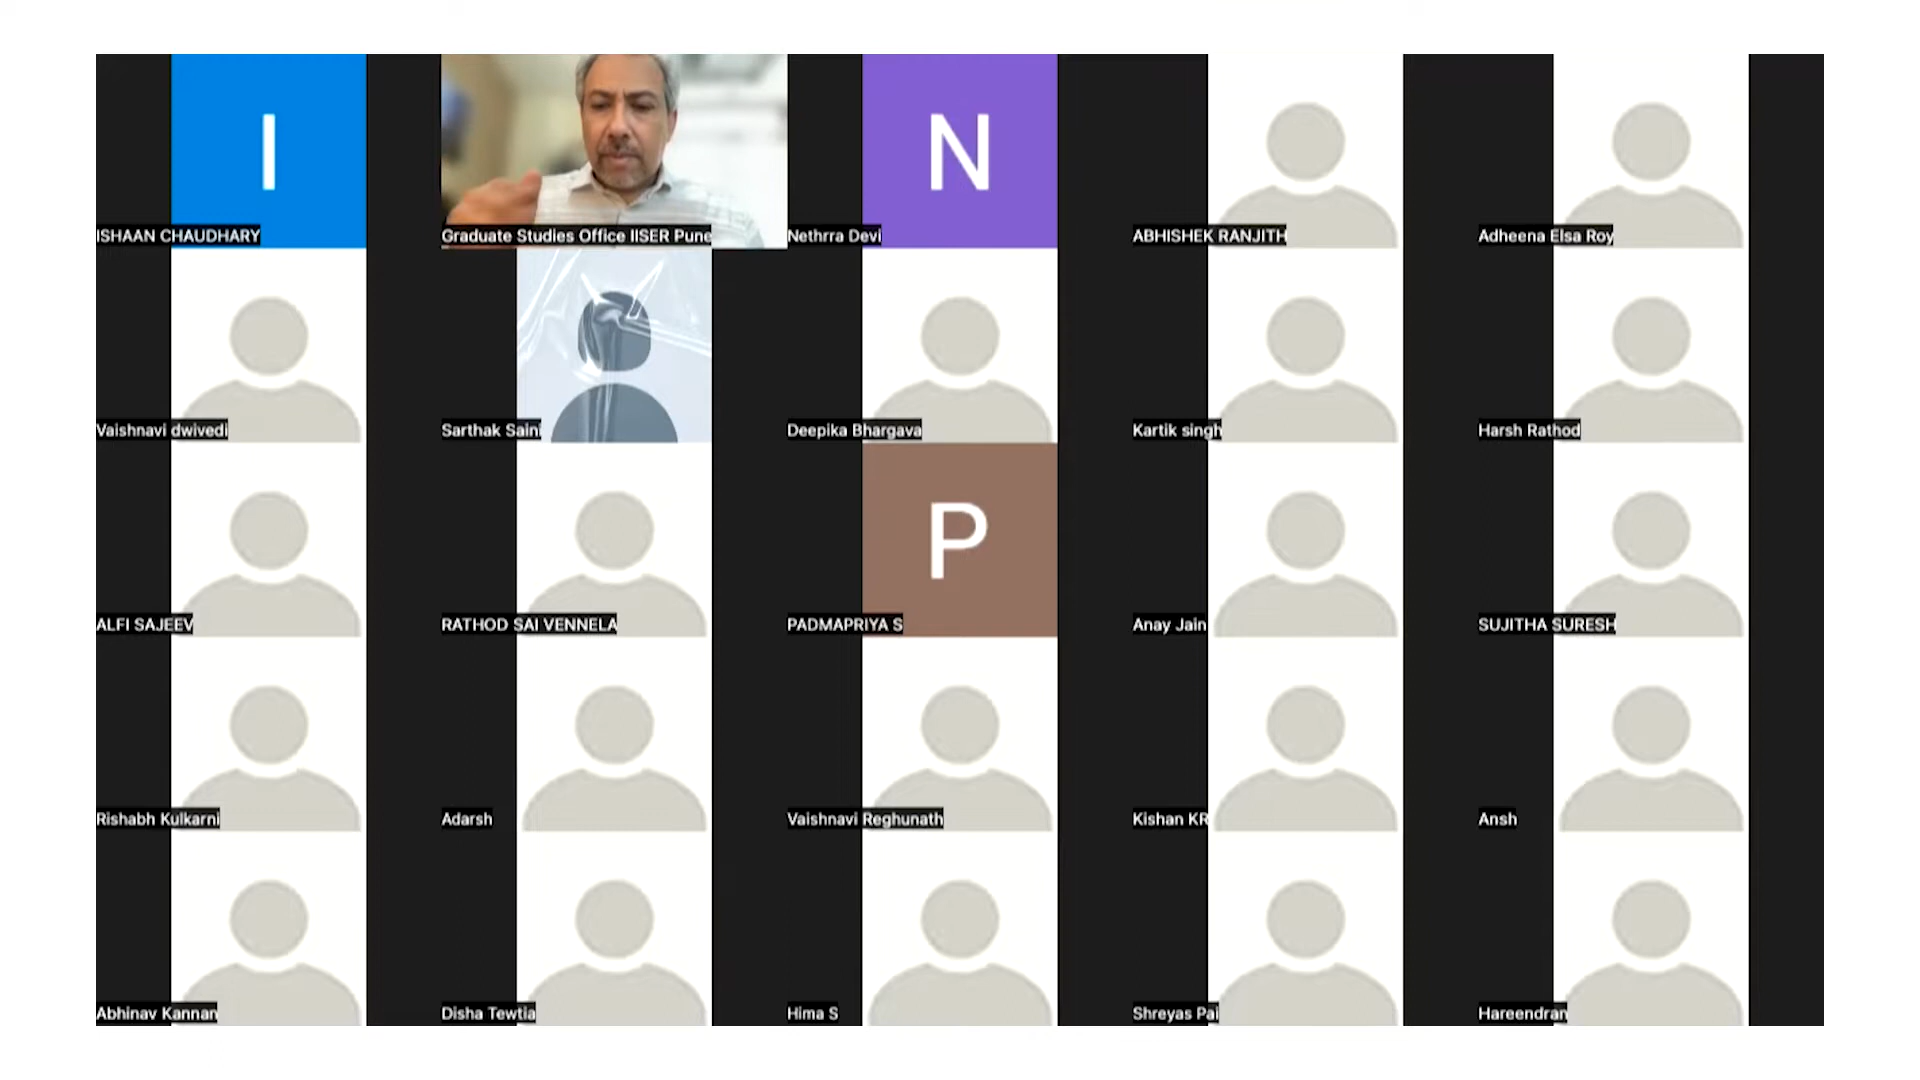 I
N
ISHAAN CHAUDHARY
Graduate Studies Office IISER Pune
Nethrra Devi
ABHISHEK RANJITH
Adheena Elsa Roy
Vaishnavi dwivedi
Sarthak Saini
Deepika Bhargava
Kartik singh
Harsh Rathod
P
ALFI SAJEEV
RATHOD SAI VENNELA
PADMAPRIYA S
Anay Jain
SUJITHA SURESH
Rishabh Kulkarni
Adarsh
Vaishnavi Reghunath
Kishan KR
Ansh
Abhinav Kannan
Disha Tewtia
Hima S
Shreyas Pai
Hareendran